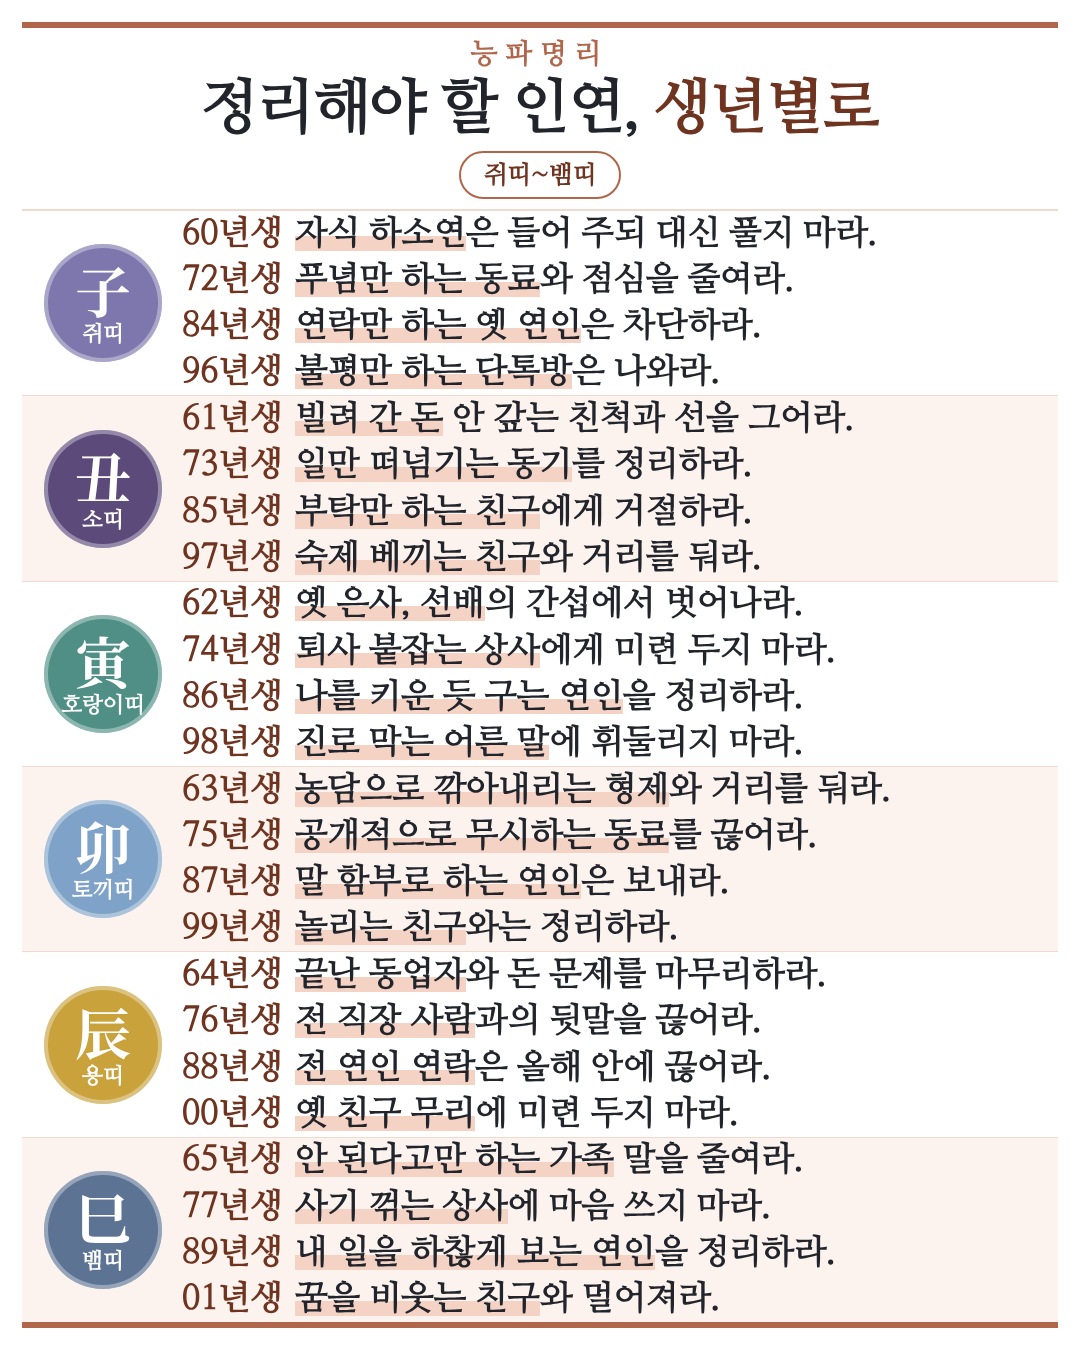 능파명리
정리해야 할 인연, 생년별로
쥐띠~뱀띠
子
쥐띠
60년생 자식 하소연은 들어 주되 대신 풀지 마라.
72년생 푸념만 하는 동료와 점심을 줄여라.
84년생 연락만 하는 옛 연인은 차단하라.
96년생 불평만 하는 단톡방은 나와라.
丑
소띠
61년생 빌려 간 돈 안 갚는 친척과 선을 그어라.
73년생 일만 떠넘기는 동기를 정리하라.
85년생 부탁만 하는 친구에게 거절하라.
97년생 숙제 베끼는 친구와 거리를 둬라.
寅
호랑이띠
62년생 옛 은사, 선배의 간섭에서 벗어나라.
74년생 퇴사 붙잡는 상사에게 미련 두지 마라.
86년생 나를 키운 듯 구는 연인을 정리하라.
98년생 진로 막는 어른 말에 휘둘리지 마라.
卯
토끼띠
63년생 농담으로 깎아내리는 형제와 거리를 둬라.
75년생 공개적으로 무시하는 동료를 끊어라.
87년생 말 함부로 하는 연인은 보내라.
99년생 놀리는 친구와는 정리하라.
辰
용띠
64년생 끝난 동업자와 돈 문제를 마무리하라.
76년생 전 직장 사람과의 뒷말을 끊어라.
88년생 전 연인 연락은 올해 안에 끊어라.
00년생 옛 친구 무리에 미련 두지 마라.
巳
뱀띠
65년생 안 된다고만 하는 가족 말을 줄여라.
77년생 사기 꺾는 상사에 마음 쓰지 마라.
89년생 내 일을 하찮게 보는 연인을 정리하라.
01년생 꿈을 비웃는 친구와 멀어져라.